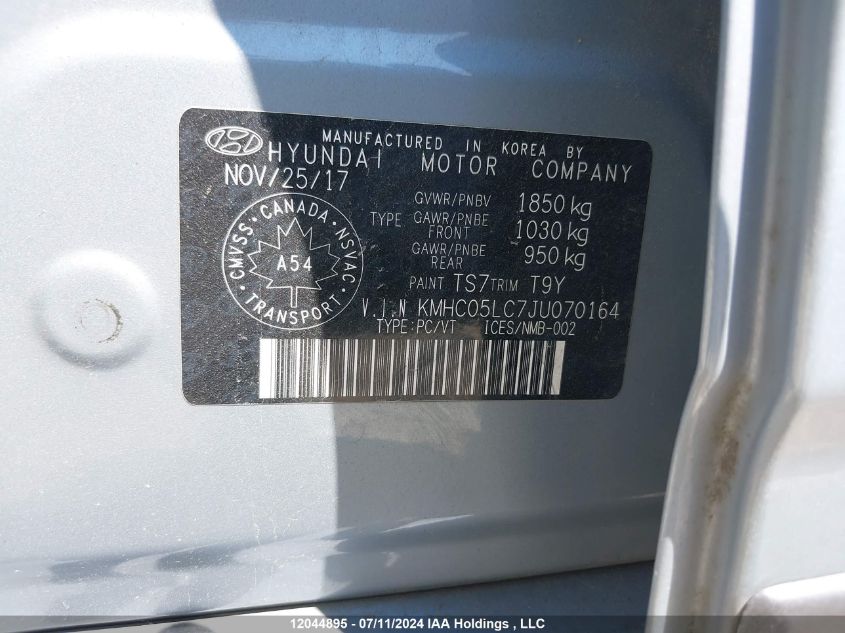 MANUFACTURED IN KOREA BY
HYUNDAI MOTOR COMPANY
NOV/25/17
GVWR/PNBV 1850 kg
TYPE GAWR/PNBE FRONT 1030 kg
GAWR/PNBE REAR 950 kg
PAINT TS7 TRIM T9Y
CANADA
CMVSS NSVAC
A54
TRANSPORT
V.I.N KMHC05LC7JU070164
TYPE:PC/VT ICES/NMB-002
12044895 - 07/11/2024 IAA Holdings , LLC